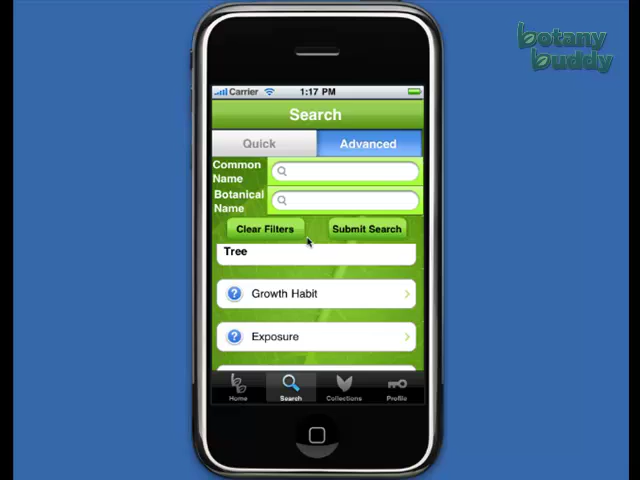 botany
buddy
Carrier 1:17 PM
Search
Quick Advanced
Common
Name
Botanical
Name
Clear Filters Submit Search
Tree
? Growth Habit
? Exposure
Home Search Collections Profile